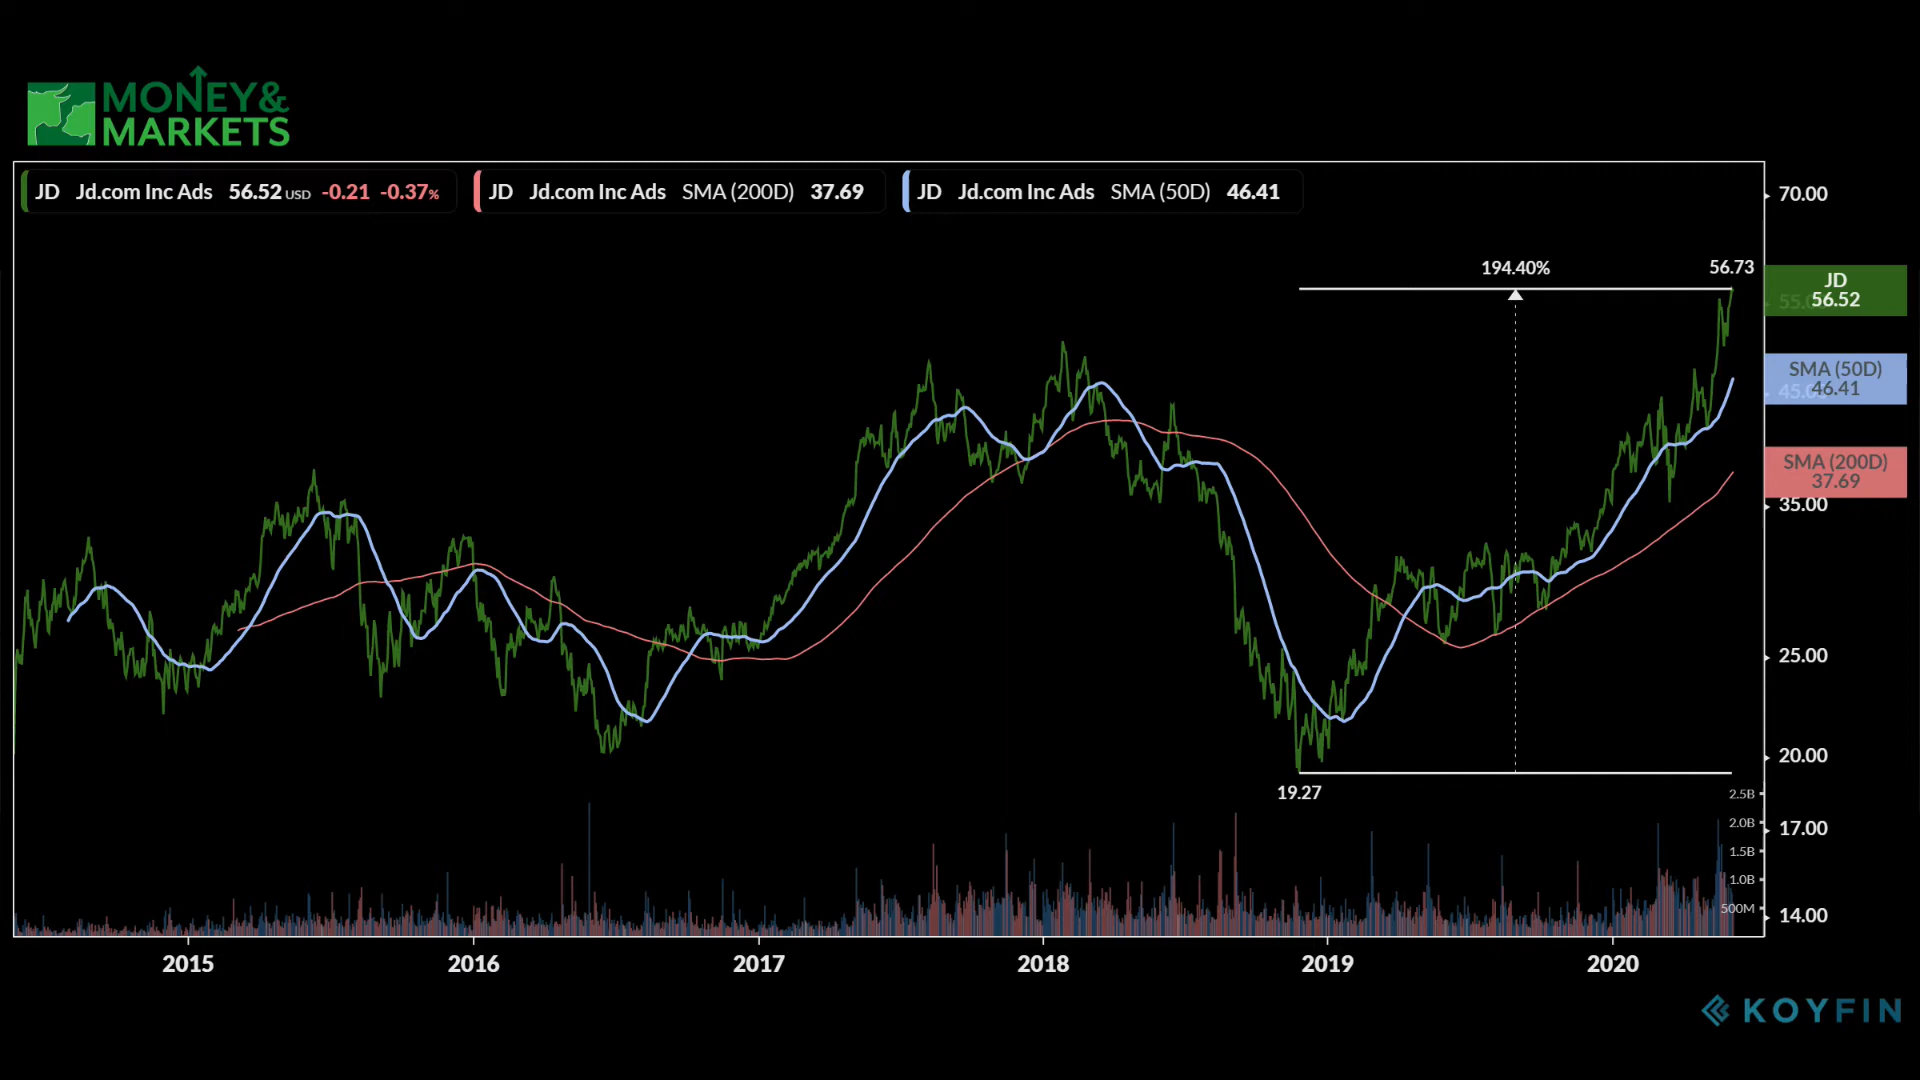 MONEY&
MARKETS
JD Jd.com Inc Ads 56.52 USD -0.21 -0.37%
JD Jd.com Inc Ads SMA (200D) 37.69
JD Jd.com Inc Ads SMA (50D) 46.41
70.00
194.40%
56.73
JD
55.0
56.52
SMA (50D)
45.0
46.41
SMA (200D)
37.69
35.00
25.00
20.00
19.27
2.5B
2.0B
17.00
1.5B
1.0B
500M
14.00
2015 2016 2017 2018 2019 2020
KOYFIN